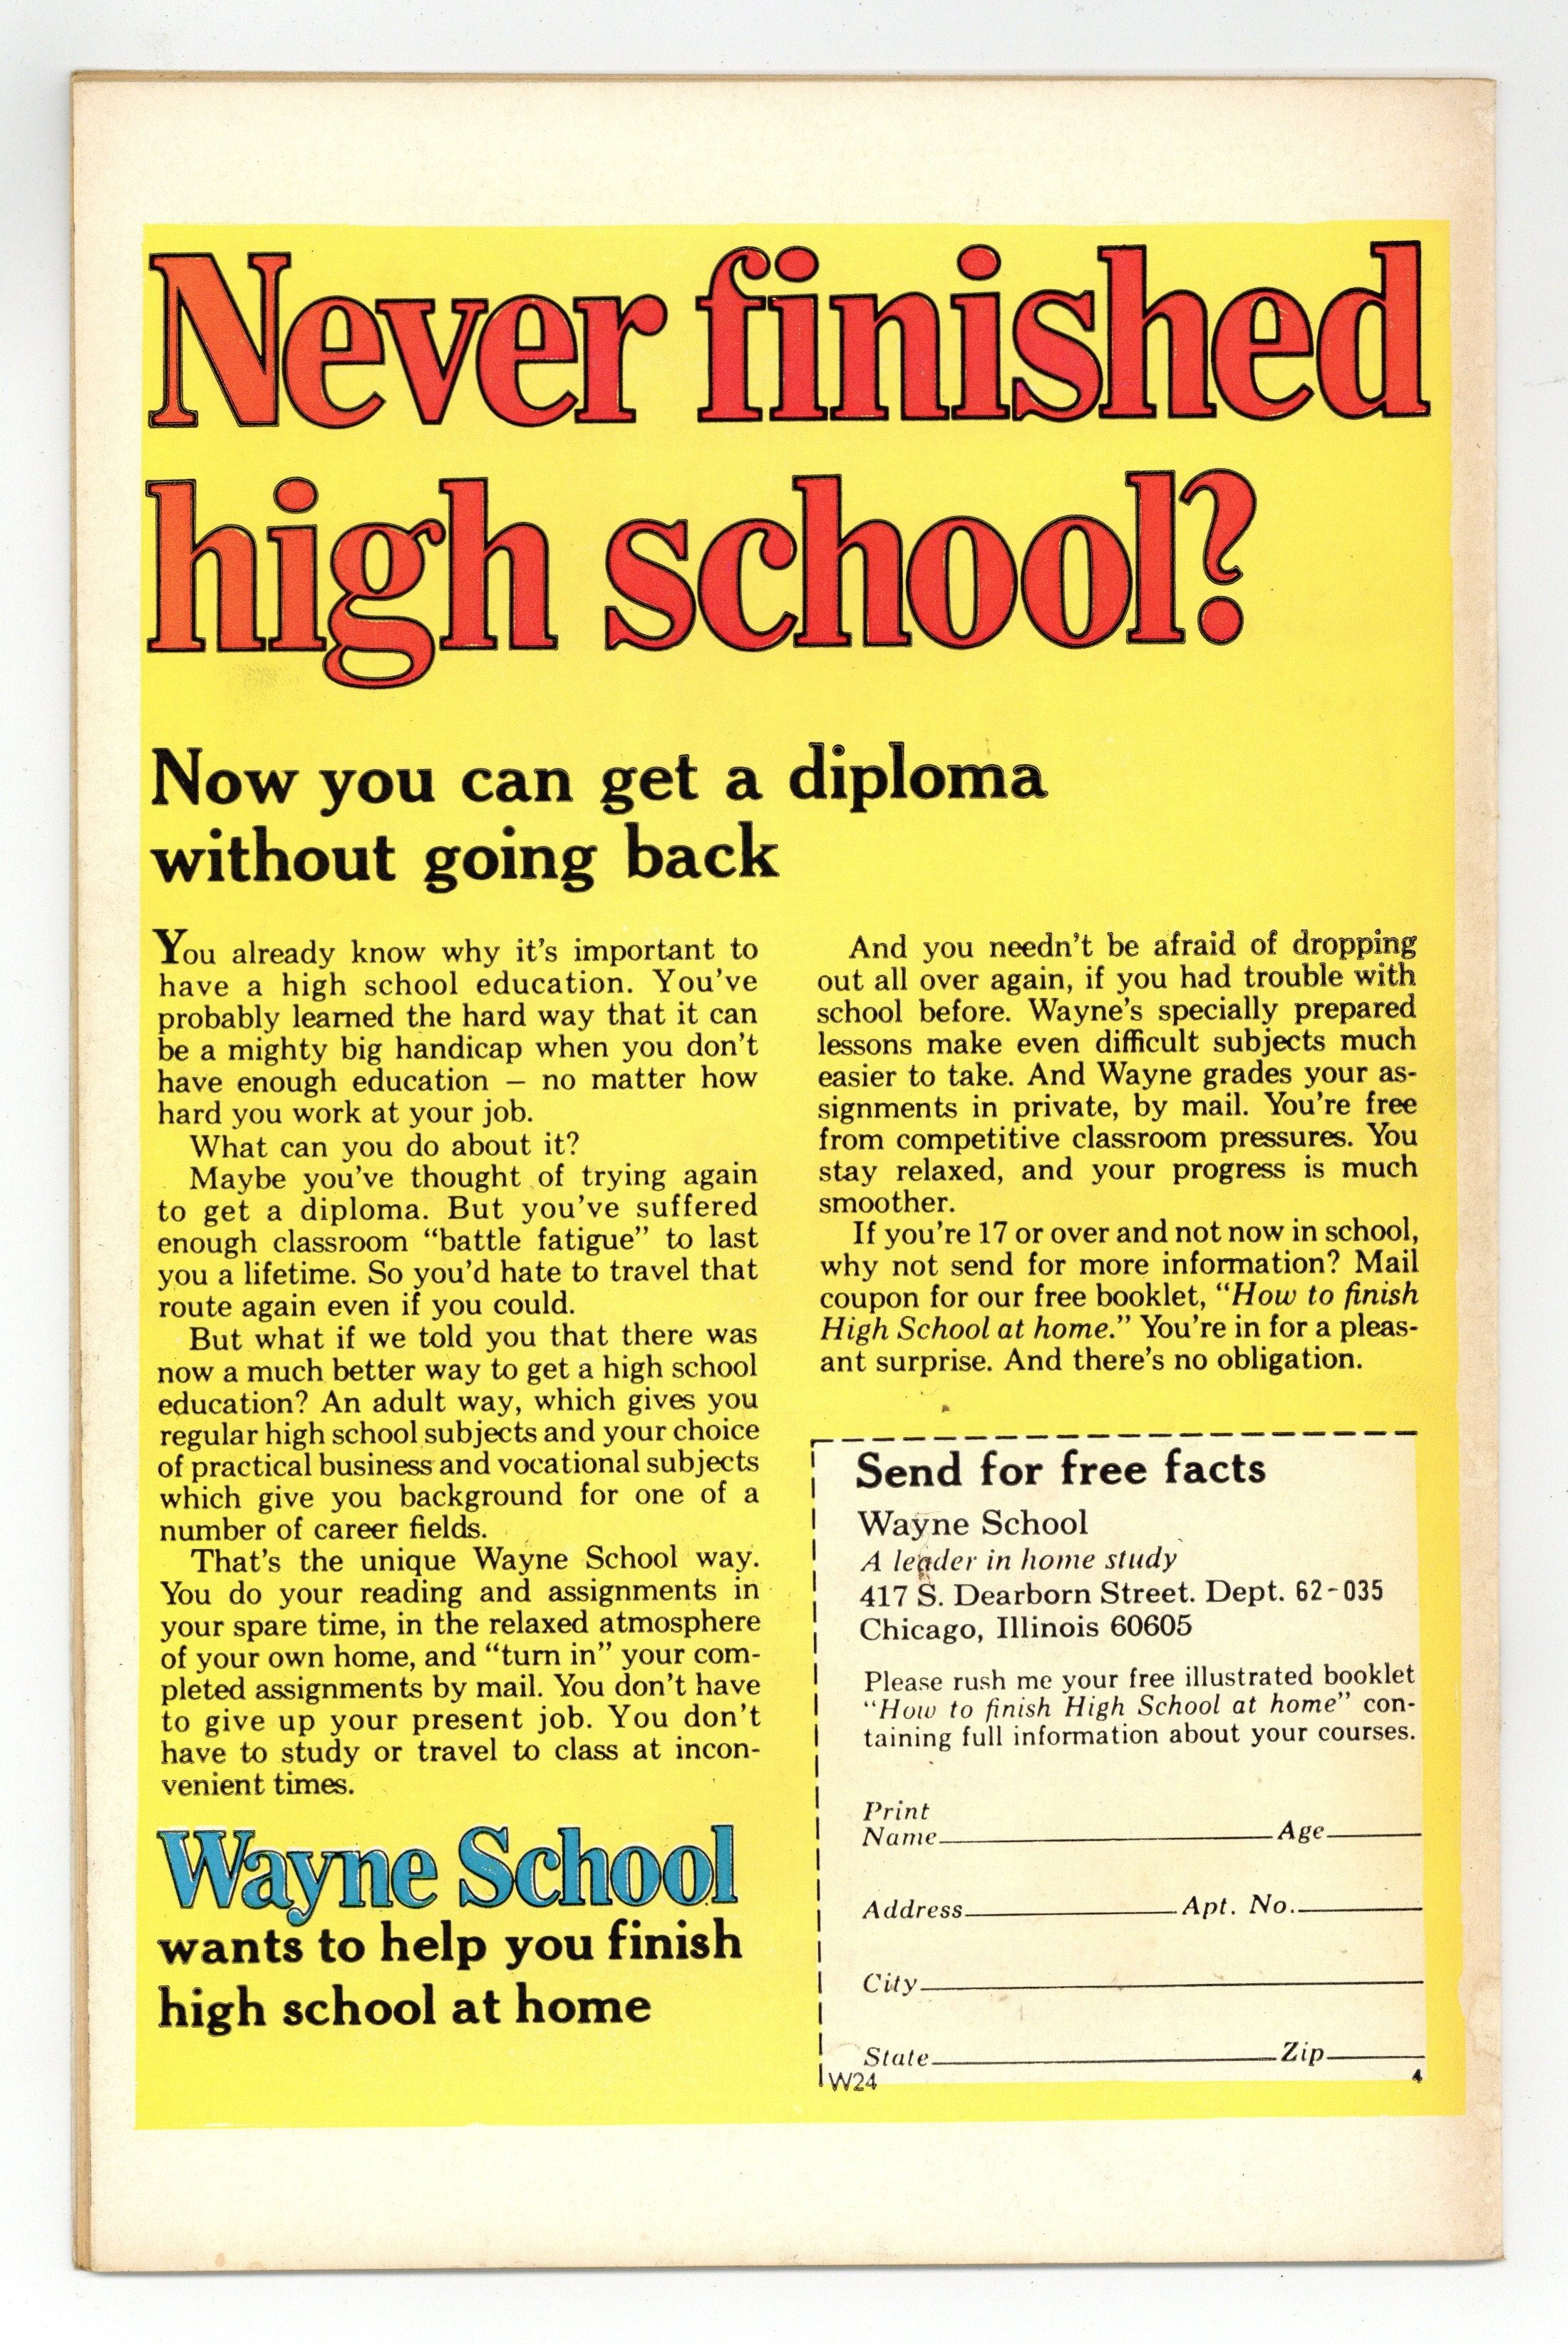 Never finished
high school?
Now you can get a diploma
without going back
You already know why it's important to
have a high school education. You've
probably learned the hard way that it can
be a mighty big handicap when you don't
have enough education – no matter how
hard you work at your job.
What can you do about it?
Maybe you've thought of trying again
to get a diploma. But you've suffered
enough classroom “battle fatigue” to last
you a lifetime. So you'd hate to travel that
route again even if you could.
But what if we told you that there was
now a much better way to get a high school
education? An adult way, which gives you
regular high school subjects and your choice
of practical business and vocational subjects
which give you background for one of a
number of career fields.
That's the unique Wayne School way.
You do your reading and assignments in
your spare time, in the relaxed atmosphere
of your own home, and “turn in” your com-
pleted assignments by mail. You don't have
to give up your present job. You don't
have to study or travel to class at incon-
venient times.
Wayne School
wants to help you finish
high school at home
And you needn't be afraid of dropping
out all over again, if you had trouble with
school before. Wayne's specially prepared
lessons make even difficult subjects much
easier to take. And Wayne grades your as-
signments in private, by mail. You're free
from competitive classroom pressures. You
stay relaxed, and your progress is much
smoother.
If you're 17 or over and not now in school,
why not send for more information? Mail
coupon for our free booklet, “How to finish
High School at home.” You're in for a pleas-
ant surprise. And there's no obligation.
Send for free facts
Wayne School
A leader in home study
417 S. Dearborn Street. Dept. 62-035
Chicago, Illinois 60605
Please rush me your free illustrated booklet
“How to finish High School at home” con-
taining full information about your courses.
Print
Name Age
Address Apt. No.
City
State Zip
W24 4